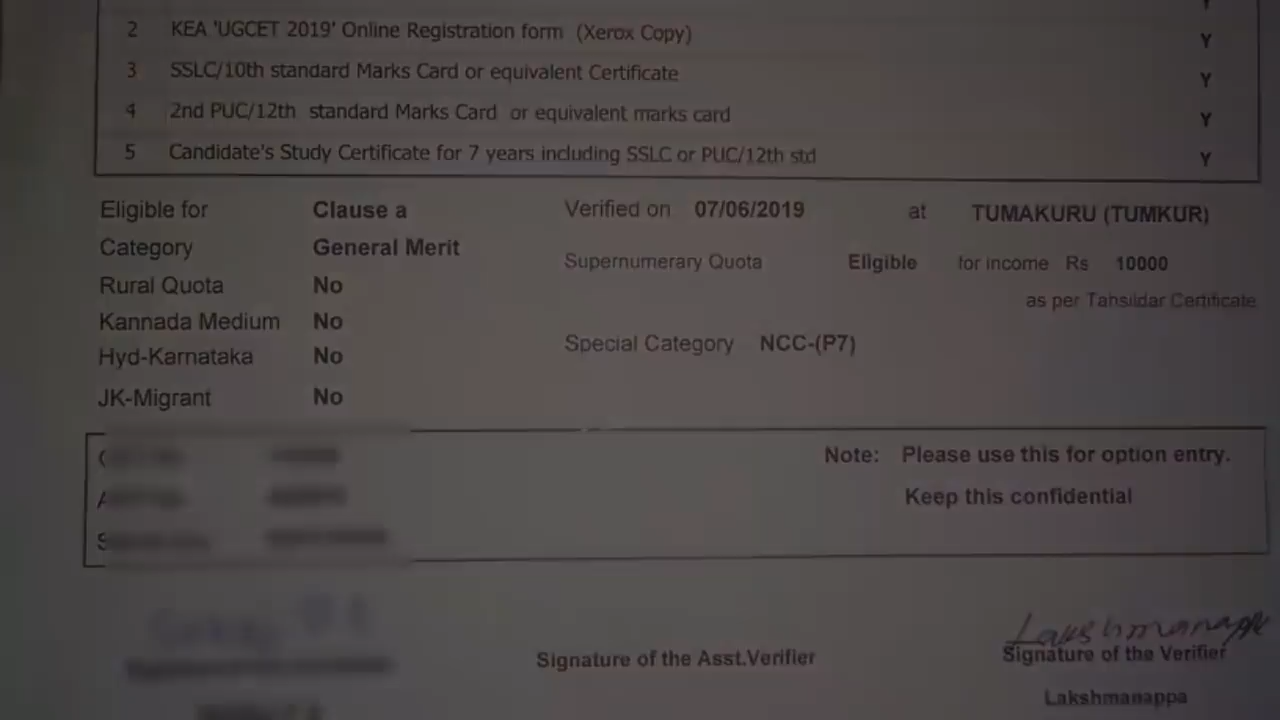 2 KEA 'UGCET 2019' Online Registration form (Xerox Copy) Y
3 SSLC/10th standard Marks Card or equivalent Certificate Y
4 2nd PUC/12th standard Marks Card or equivalent marks card Y
5 Candidate's Study Certificate for 7 years including SSLC or PUC/12th std Y
Eligible for Clause a Verified on 07/06/2019 at TUMAKURU (TUMKUR)
Category General Merit Supernumerary Quota Eligible for income Rs 10000
Rural Quota No as per Tahsildar Certificate
Kannada Medium No
Hyd-Karnataka No Special Category NCC-(P7)
JK-Migrant No
Note: Please use this for option entry.
Keep this confidential
Lakshmanappa
Signature of the Asst.Verifier Signature of the Verifier
Lakshmanappa